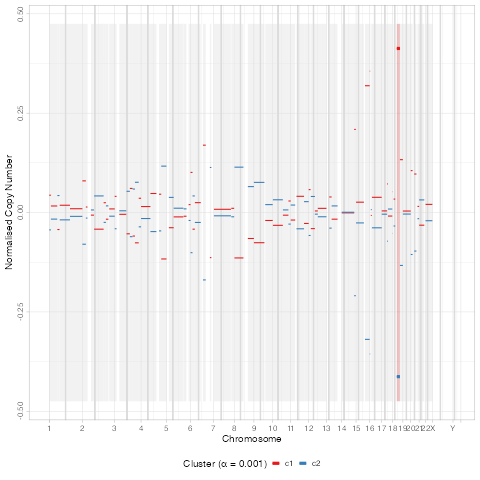 Normalised Copy Number
0.50
0.25
0.00
-0.25
-0.50
1 2 3 4 5 6 7 8 9 10 11 12 13 14 15 16 17 18 19 20 21 22 X Y
Chromosome
Cluster (α = 0.001) c1 c2